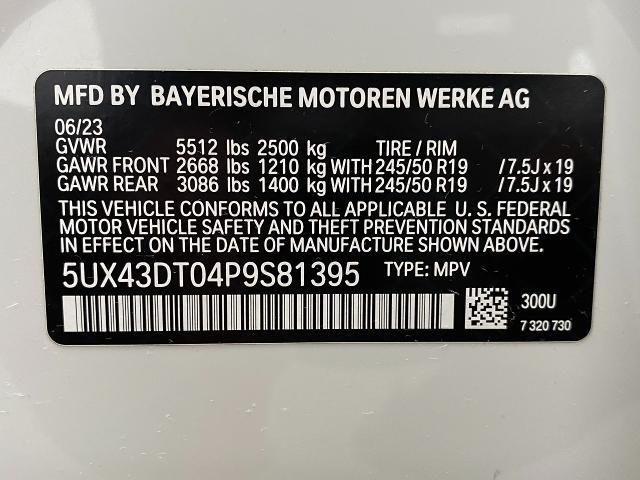 MFD BY BAYERISCHE MOTOREN WERKE AG
06/23
GVWR 5512 lbs 2500 kg TIRE / RIM
GAWR FRONT 2668 lbs 1210 kg WITH 245/50 R19 /7.5J x 19
GAWR REAR 3086 lbs 1400 kg WITH 245/50 R19 /7.5J x 19
THIS VEHICLE CONFORMS TO ALL APPLICABLE U. S. FEDERAL
MOTOR VEHICLE SAFETY AND THEFT PREVENTION STANDARDS
IN EFFECT ON THE DATE OF MANUFACTURE SHOWN ABOVE.
5UX43DT04P9S81395 TYPE: MPV
300U
7 320 730